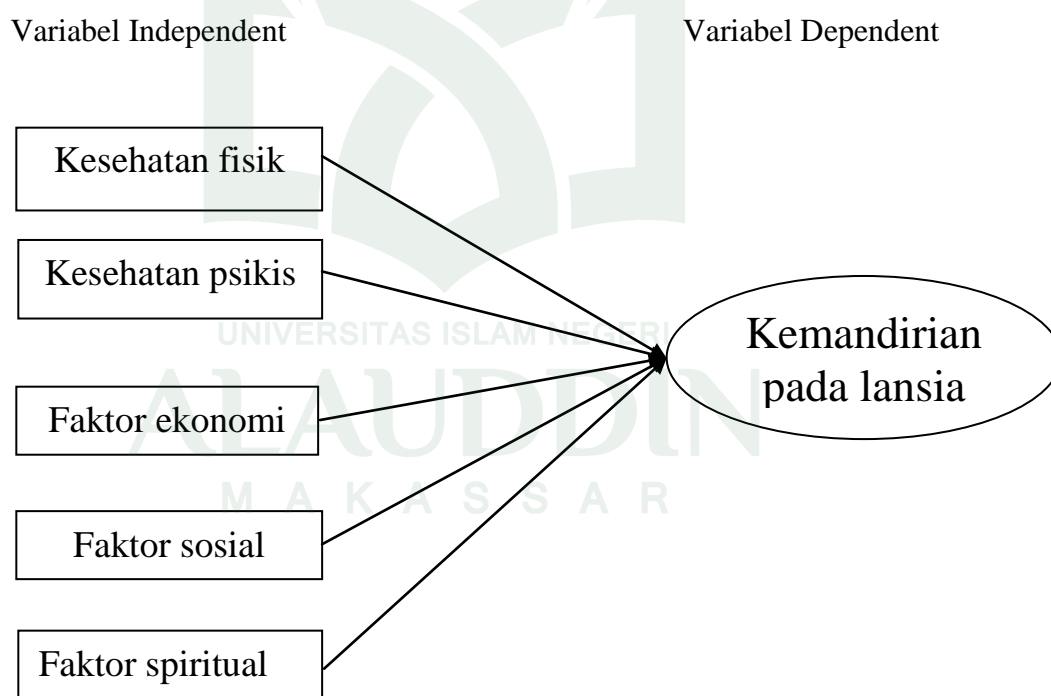 Variabel Independent
Variabel Dependent
Kesehatan fisik
Kesehatan psikis
Faktor ekonomi
Faktor sosial
Faktor spiritual
Kemandirian
pada lansia
UNIVERSITAS ISLAM NEGERI
ALAUDDIN
MAKASSAR